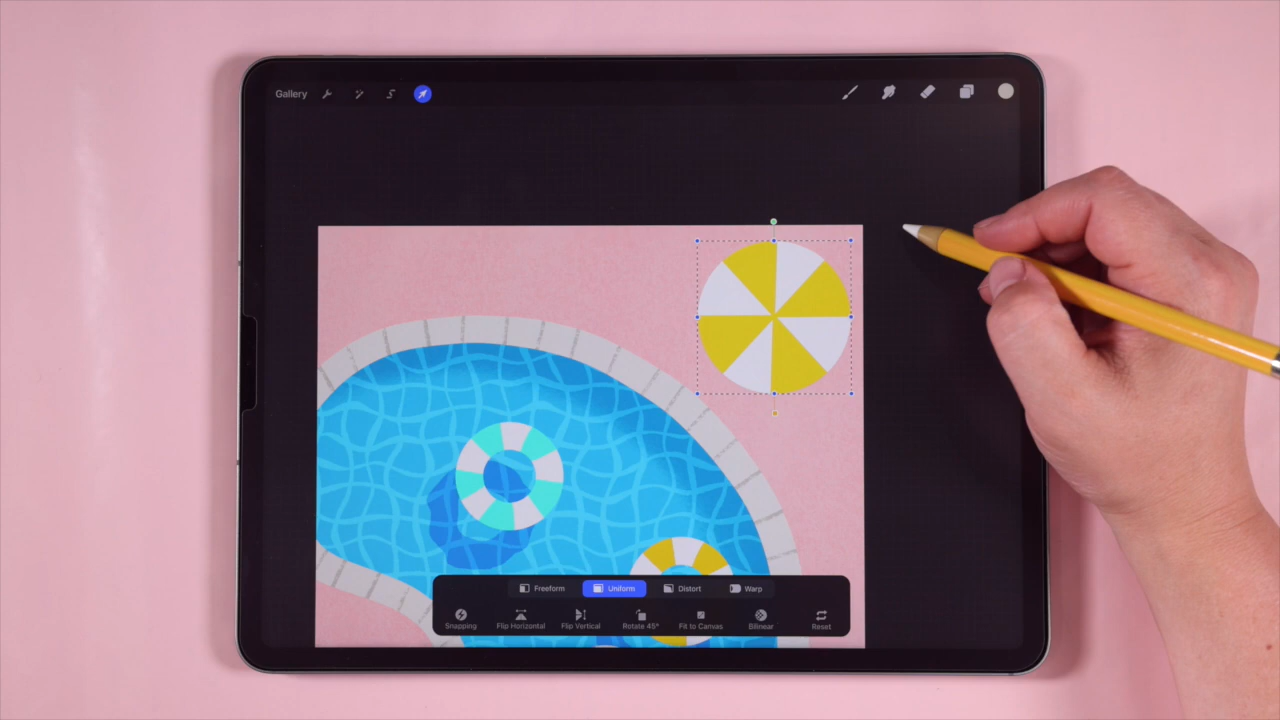 Gallery
Freeform Uniform Distort Warp
Snapping Flip Horizontal Flip Vertical Rotate 45° Fit to Canvas Bilinear Reset